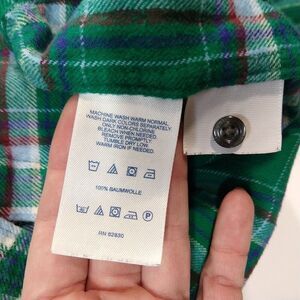 MACHINE WASH WARM NORMAL.
WASH DARK COLORS SEPARATELY.
ONLY NON-CHLORINE
BLEACH WHEN NEEDED.
REMOVE PROMPTLY.
TUMBLE DRY LOW.
WARM IRON IF NEEDED.
100% BAUMWOLLE
P
RN 62830